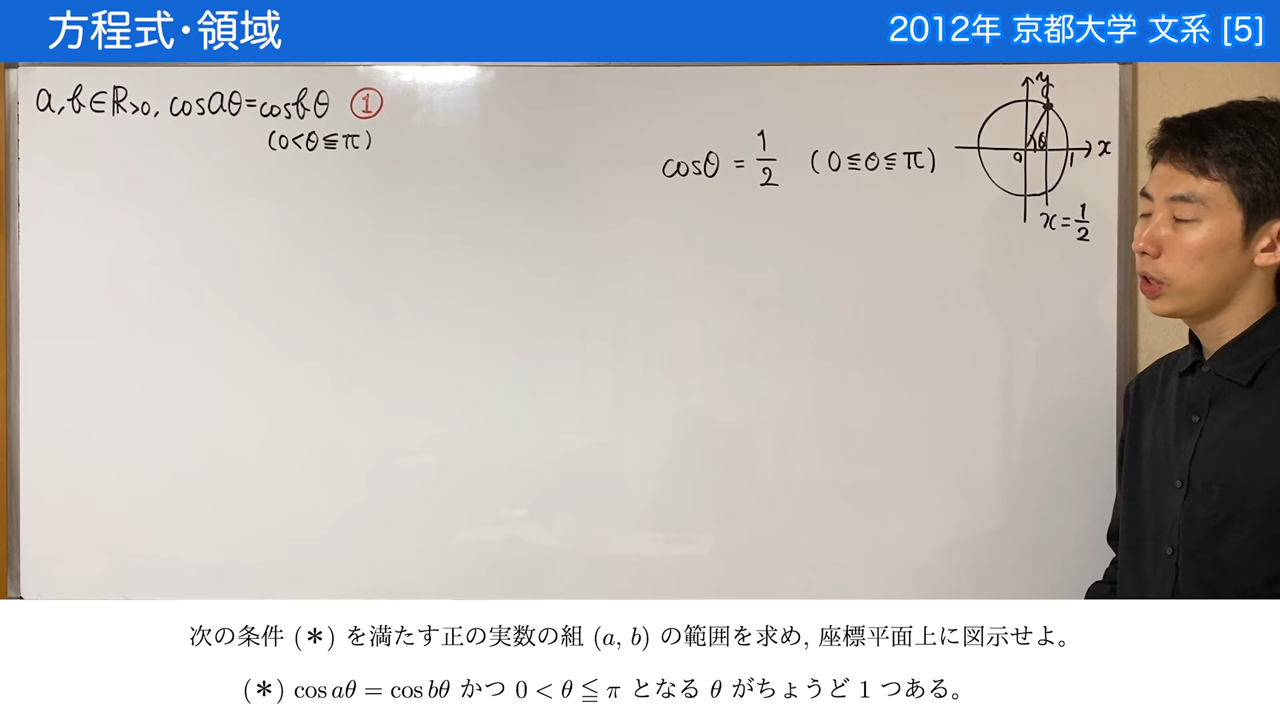 方程式・領域
2012年 京都大学 文系 [5]
a, b ∈ ℝ>0, cos aθ = cos bθ ①
(0 < θ ≦ π)
cosθ = 1/2 (0 ≦ θ ≦ π)
y
θ
0 1 x
x = 1/2
次の条件 (＊) を満たす正の実数の組 (a, b) の範囲を求め, 座標平面上に図示せよ。
(＊) cos aθ = cos bθ かつ 0 < θ ≦ π となる θ がちょうど 1 つある。